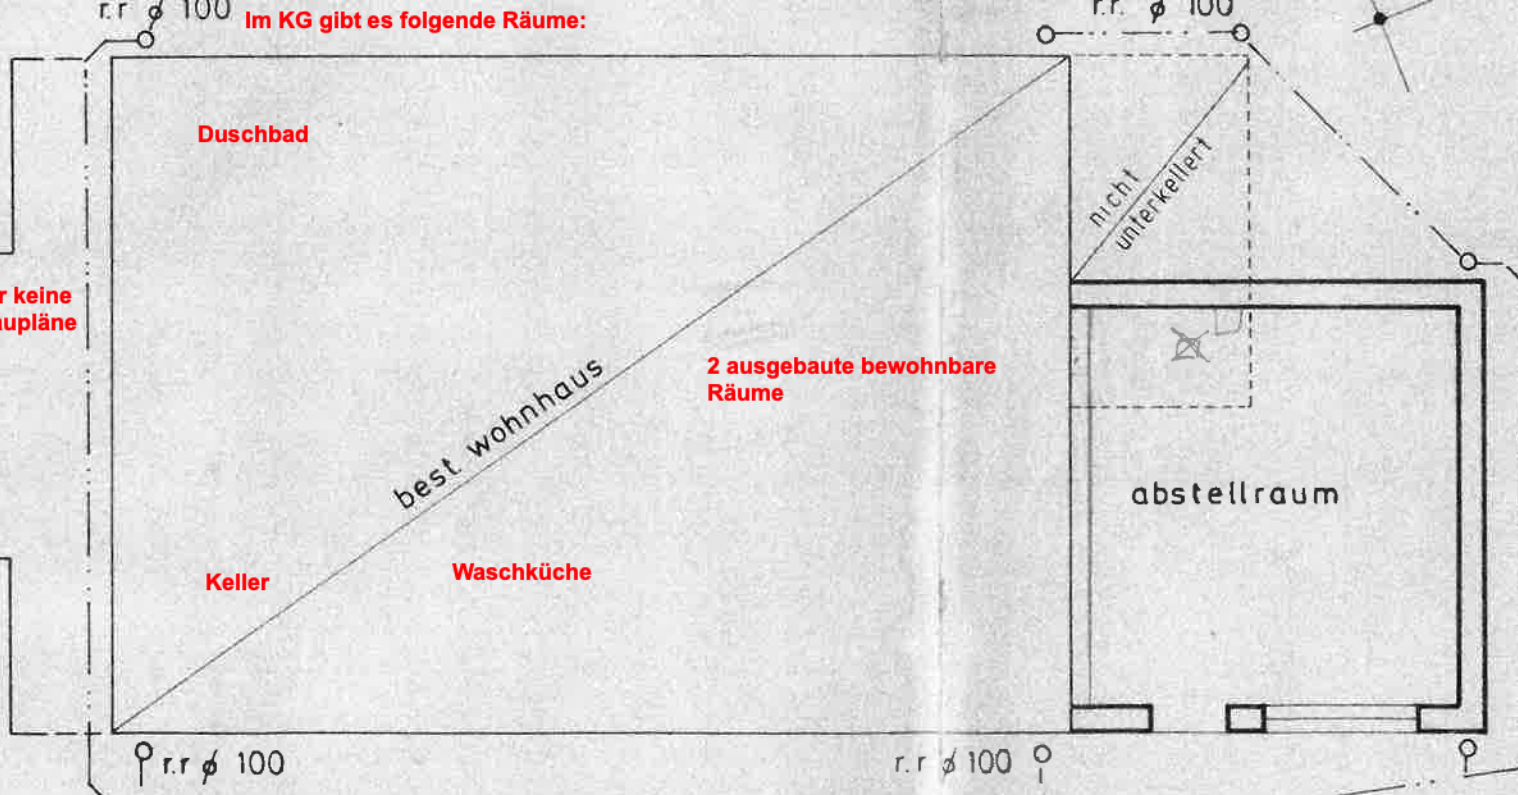 r.r ø 100
Im KG gibt es folgende Räume:
r.r. ø 100
Duschbad
nicht
unterkellert
keine
2 ausgebaute bewohnbare
Räume
best. wohnhaus
abstellraum
Keller
Waschküche
r.r ø 100
r.r ø 100